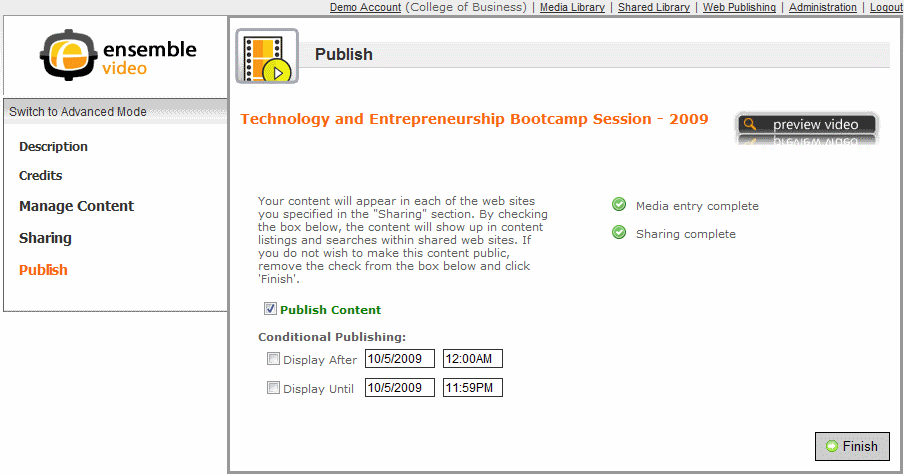 Demo Account (College of Business) | Media Library | Shared Library | Web Publishing | Administration | Logout
ensemble
video
Publish
Switch to Advanced Mode
Description
Credits
Manage Content
Sharing
Publish
Technology and Entrepreneurship Bootcamp Session - 2009
preview video
Your content will appear in each of the web sites
you specified in the "Sharing" section. By checking
the box below, the content will show up in content
listings and searches within shared web sites. If
you do not wish to make this content public,
remove the check from the box below and click
'Finish'.
Media entry complete
Sharing complete
Publish Content
Conditional Publishing:
Display After 10/5/2009 12:00AM
Display Until 10/5/2009 11:59PM
Finish